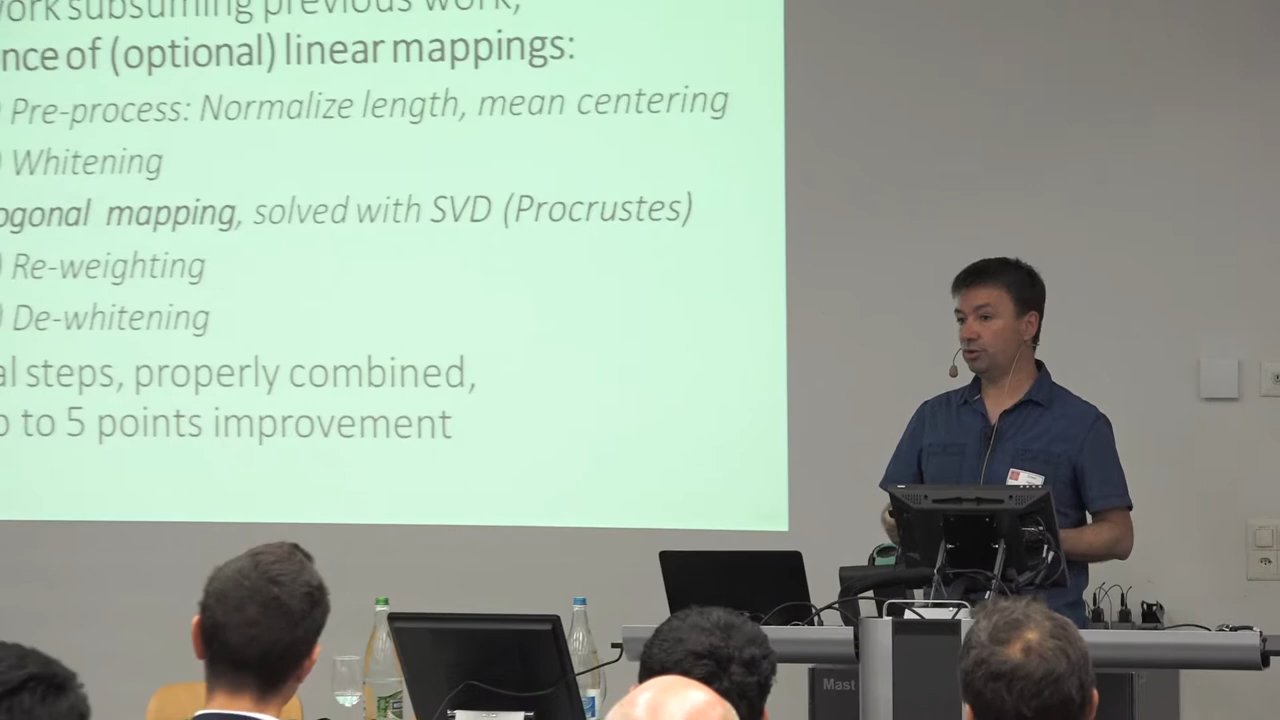 work subsuming previous work,
nce of (optional) linear mappings:
) Pre-process: Normalize length, mean centering
) Whitening
ogonal mapping, solved with SVD (Procrustes)
) Re-weighting
) De-whitening
al steps, properly combined,
p to 5 points improvement
Mast